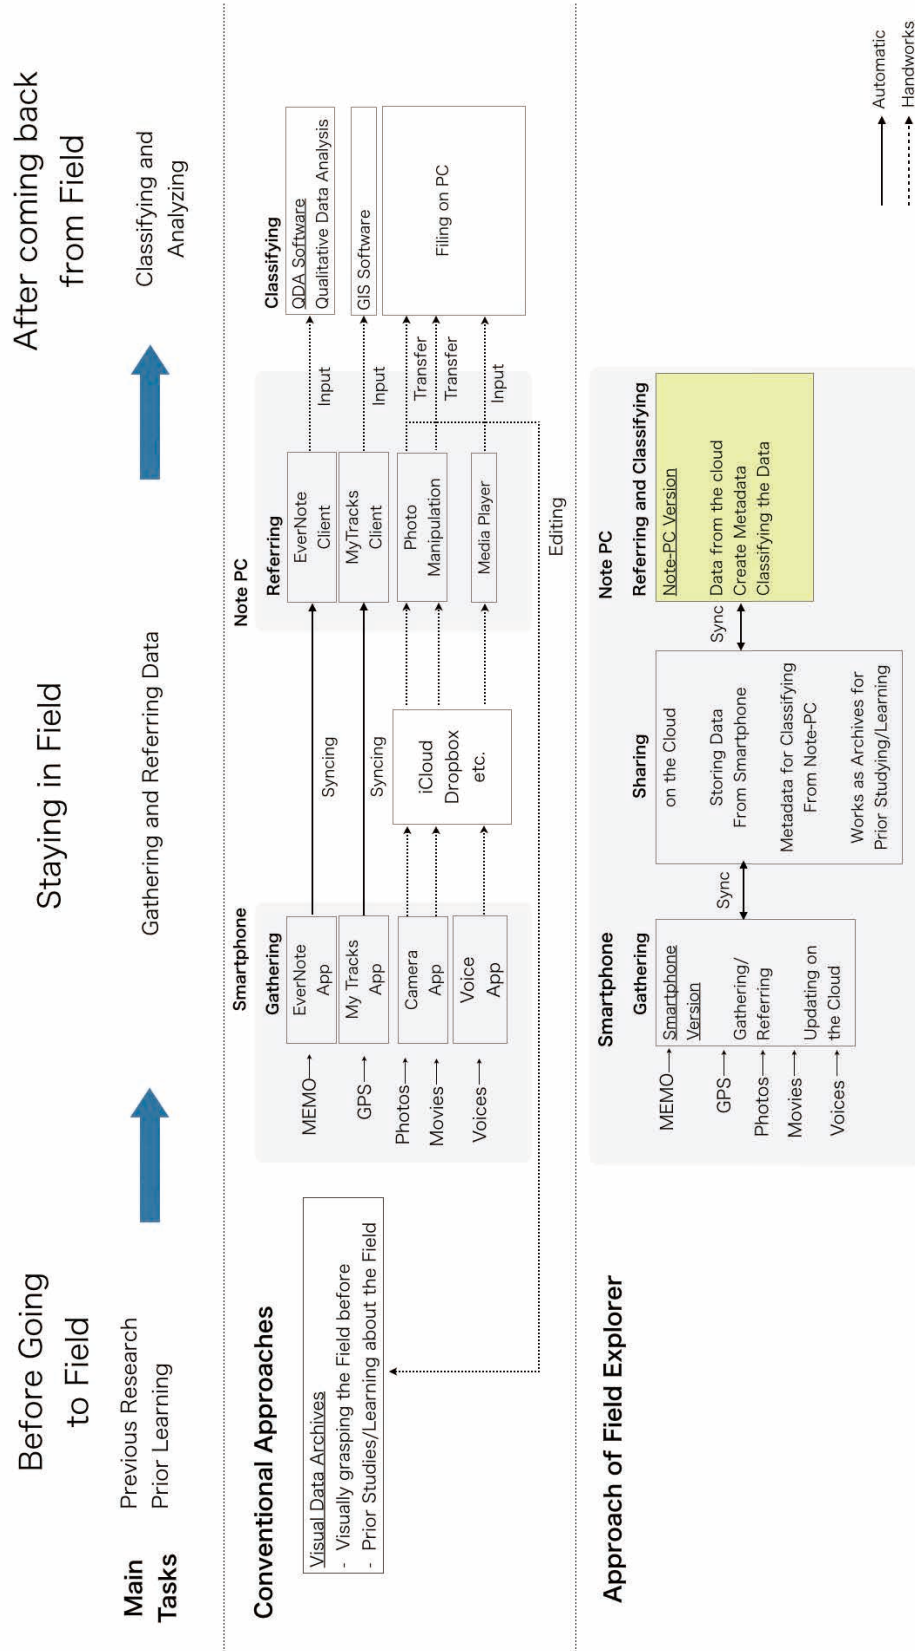 Before Going
to Field
Staying in Field
After coming back
from Field
Main
Tasks
Previous Research
Prior Learning
Gathering and Referring Data
Classifying and
Analyzing
Conventional Approaches
Visual Data Archives
- Visually grasping the Field before
- Prior Studies/Learning about the Field
Smartphone
Gathering
MEMO
GPS
Photos
Movies
Voices
EverNote
App
My Tracks
App
Camera
App
Voice
App
Syncing
Syncing
iCloud
Dropbox
etc.
Note PC
Referring
EverNote
Client
MyTracks
Client
Photo
Manipulation
Media Player
Input
Input
Transfer
Transfer
Input
Editing
Classifying
QDA Software
Qualitative Data Analysis
GIS Software
Filing on PC
Approach of Field Explorer
Smartphone
Gathering
MEMO
GPS
Photos
Movies
Voices
Smartphone
Version
Gathering/
Referring
Updating on
the Cloud
Sync
Sharing
on the Cloud
Storing Data
From Smartphone
Metadata for Classifying
From Note-PC
Works as Archives for
Prior Studying/Learning
Sync
Note PC
Referring and Classifying
Note-PC Version
Data from the cloud
Create Metadata
Classifying the Data
Automatic
Handworks